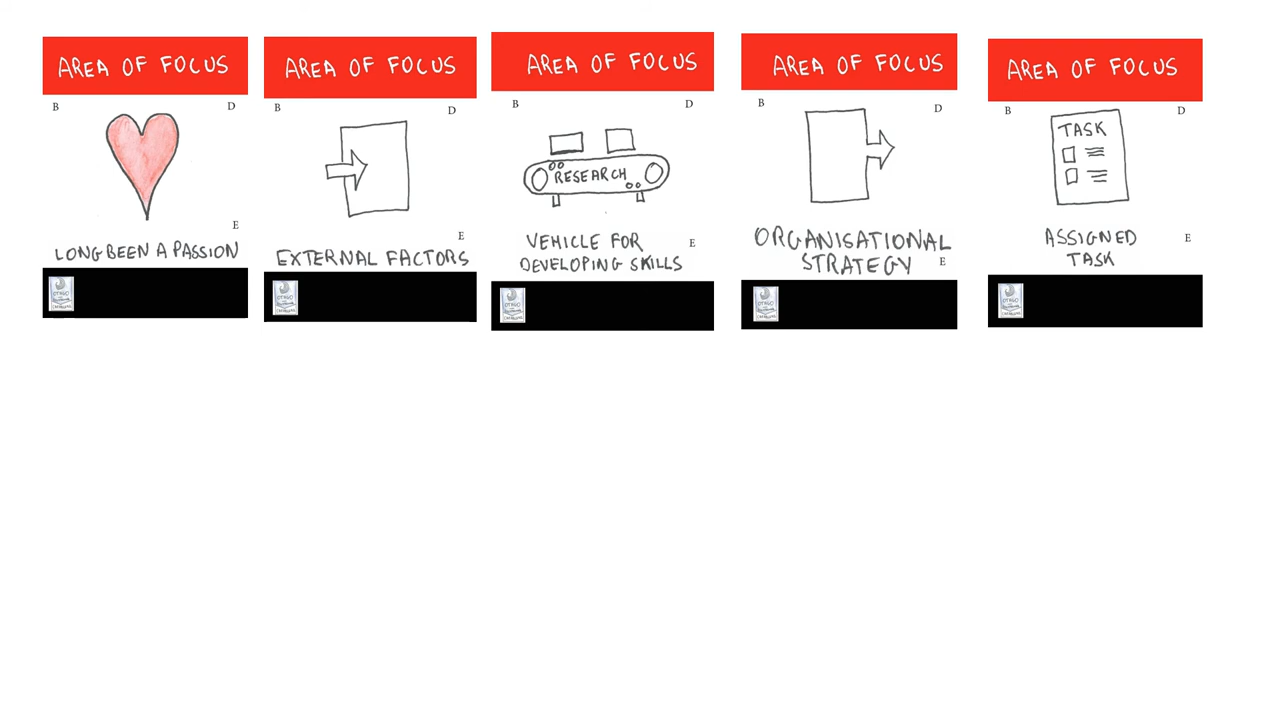 AREA OF FOCUS
B
D
E
LONG BEEN A PASSION
AREA OF FOCUS
B
D
E
EXTERNAL FACTORS
AREA OF FOCUS
B
D
RESEARCH
VEHICLE FOR
E
DEVELOPING SKILLS
AREA OF FOCUS
B
D
ORGANISATIONAL
STRATEGY
E
AREA OF FOCUS
B
D
TASK
ASSIGNED
E
TASK